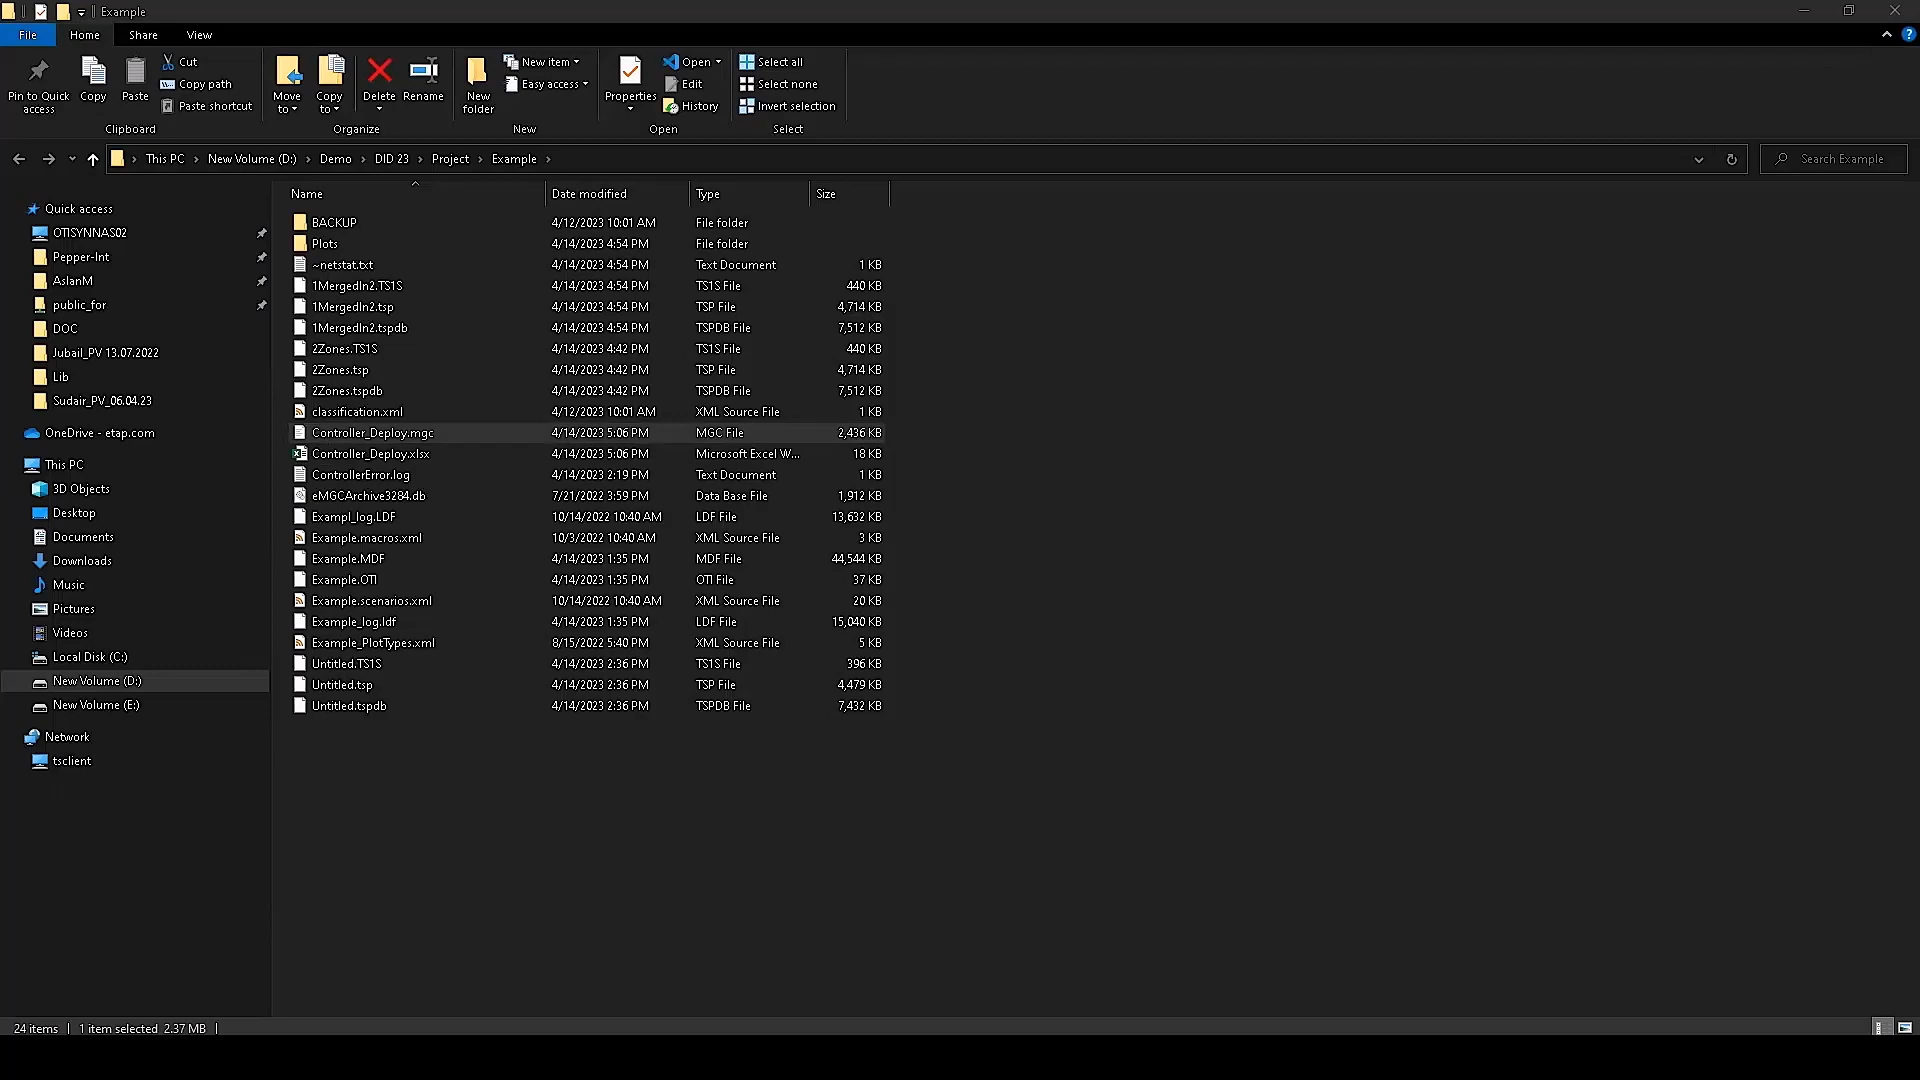 Example
File Home Share View
Pin to Quick access
Copy
Paste
Cut
Copy path
Paste shortcut
Clipboard
Move to
Copy to
Delete
Rename
Organize
New folder
New item
Easy access
New
Properties
Open
Edit
History
Open
Select all
Select none
Invert selection
Select
This PC New Volume (D:) Demo DID 23 Project Example
Search Example
Quick access
OTISYNNAS02
Pepper-Int
AslanM
public_for
DOC
Jubail_PV 13.07.2022
Lib
Sudair_PV_06.04.23
OneDrive - etap.com
This PC
3D Objects
Desktop
Documents
Downloads
Music
Pictures
Videos
Local Disk (C:)
New Volume (D:)
New Volume (E:)
Network
tsclient
Name Date modified Type Size
BACKUP 4/12/2023 10:01 AM File folder
Plots 4/14/2023 4:54 PM File folder
~netstat.txt 4/14/2023 4:54 PM Text Document 1 KB
1MergedIn2.TS1S 4/14/2023 4:54 PM TS1S File 440 KB
1MergedIn2.tsp 4/14/2023 4:54 PM TSP File 4,714 KB
1MergedIn2.tspdb 4/14/2023 4:54 PM TSPDB File 7,512 KB
2Zones.TS1S 4/14/2023 4:42 PM TS1S File 440 KB
2Zones.tsp 4/14/2023 4:42 PM TSP File 4,714 KB
2Zones.tspdb 4/14/2023 4:42 PM TSPDB File 7,512 KB
classification.xml 4/12/2023 10:01 AM XML Source File 1 KB
Controller_Deploy.mgc 4/14/2023 5:06 PM MGC File 2,436 KB
Controller_Deploy.xlsx 4/14/2023 5:06 PM Microsoft Excel W... 18 KB
ControllerError.log 4/14/2023 2:19 PM Text Document 1 KB
eMGCArchive3284.db 7/21/2022 3:59 PM Data Base File 1,912 KB
Exampl_log.LDF 10/14/2022 10:40 AM LDF File 13,632 KB
Example.macros.xml 10/3/2022 10:40 AM XML Source File 3 KB
Example.MDF 4/14/2023 1:35 PM MDF File 44,544 KB
Example.OTI 4/14/2023 1:35 PM OTI File 37 KB
Example.scenarios.xml 10/14/2022 10:40 AM XML Source File 20 KB
Example_log.ldf 4/14/2023 1:35 PM LDF File 15,040 KB
Example_PlotTypes.xml 8/15/2022 5:40 PM XML Source File 5 KB
Untitled.TS1S 4/14/2023 2:36 PM TS1S File 396 KB
Untitled.tsp 4/14/2023 2:36 PM TSP File 4,479 KB
Untitled.tspdb 4/14/2023 2:36 PM TSPDB File 7,432 KB
24 items 1 item selected 2.37 MB